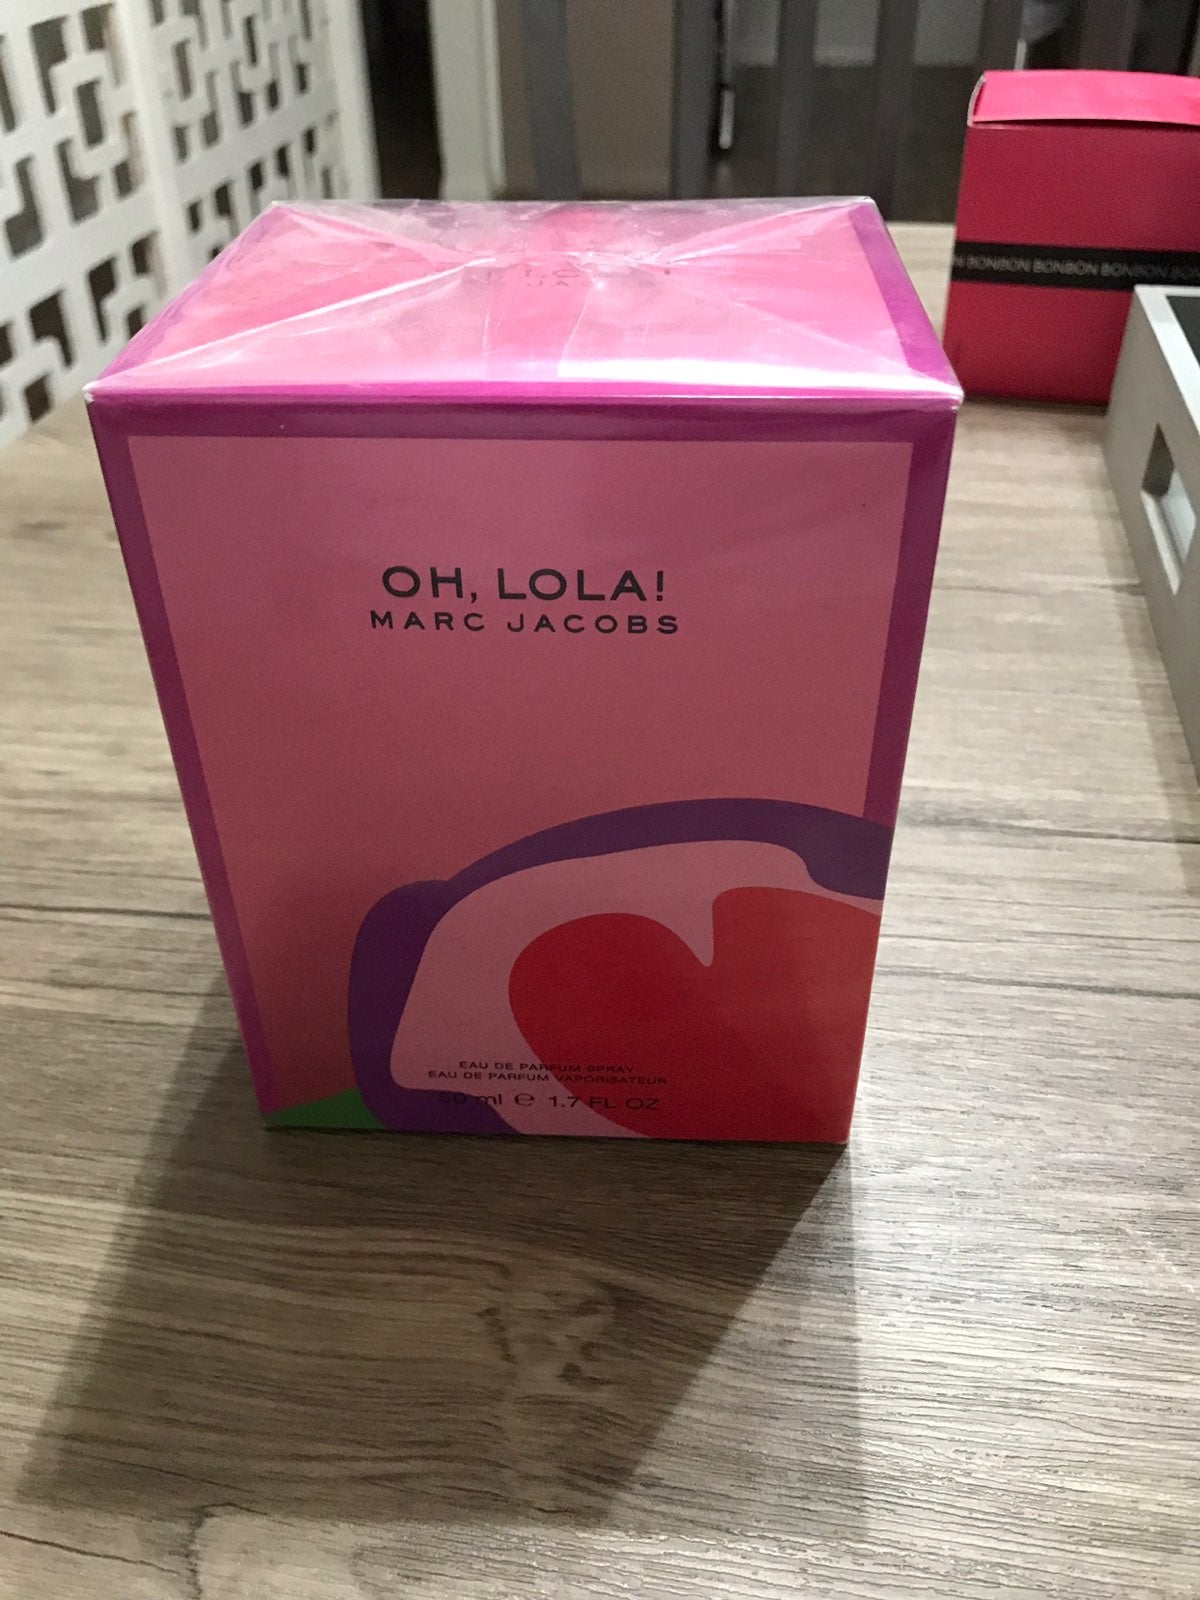 BONBON BONBON BONBON
OH, LOLA!
MARC JACOBS
EAU DE PARFUM SPRAY
EAU DE PARFUM VAPORISATEUR
50 ml ℮ 1.7 FL OZ